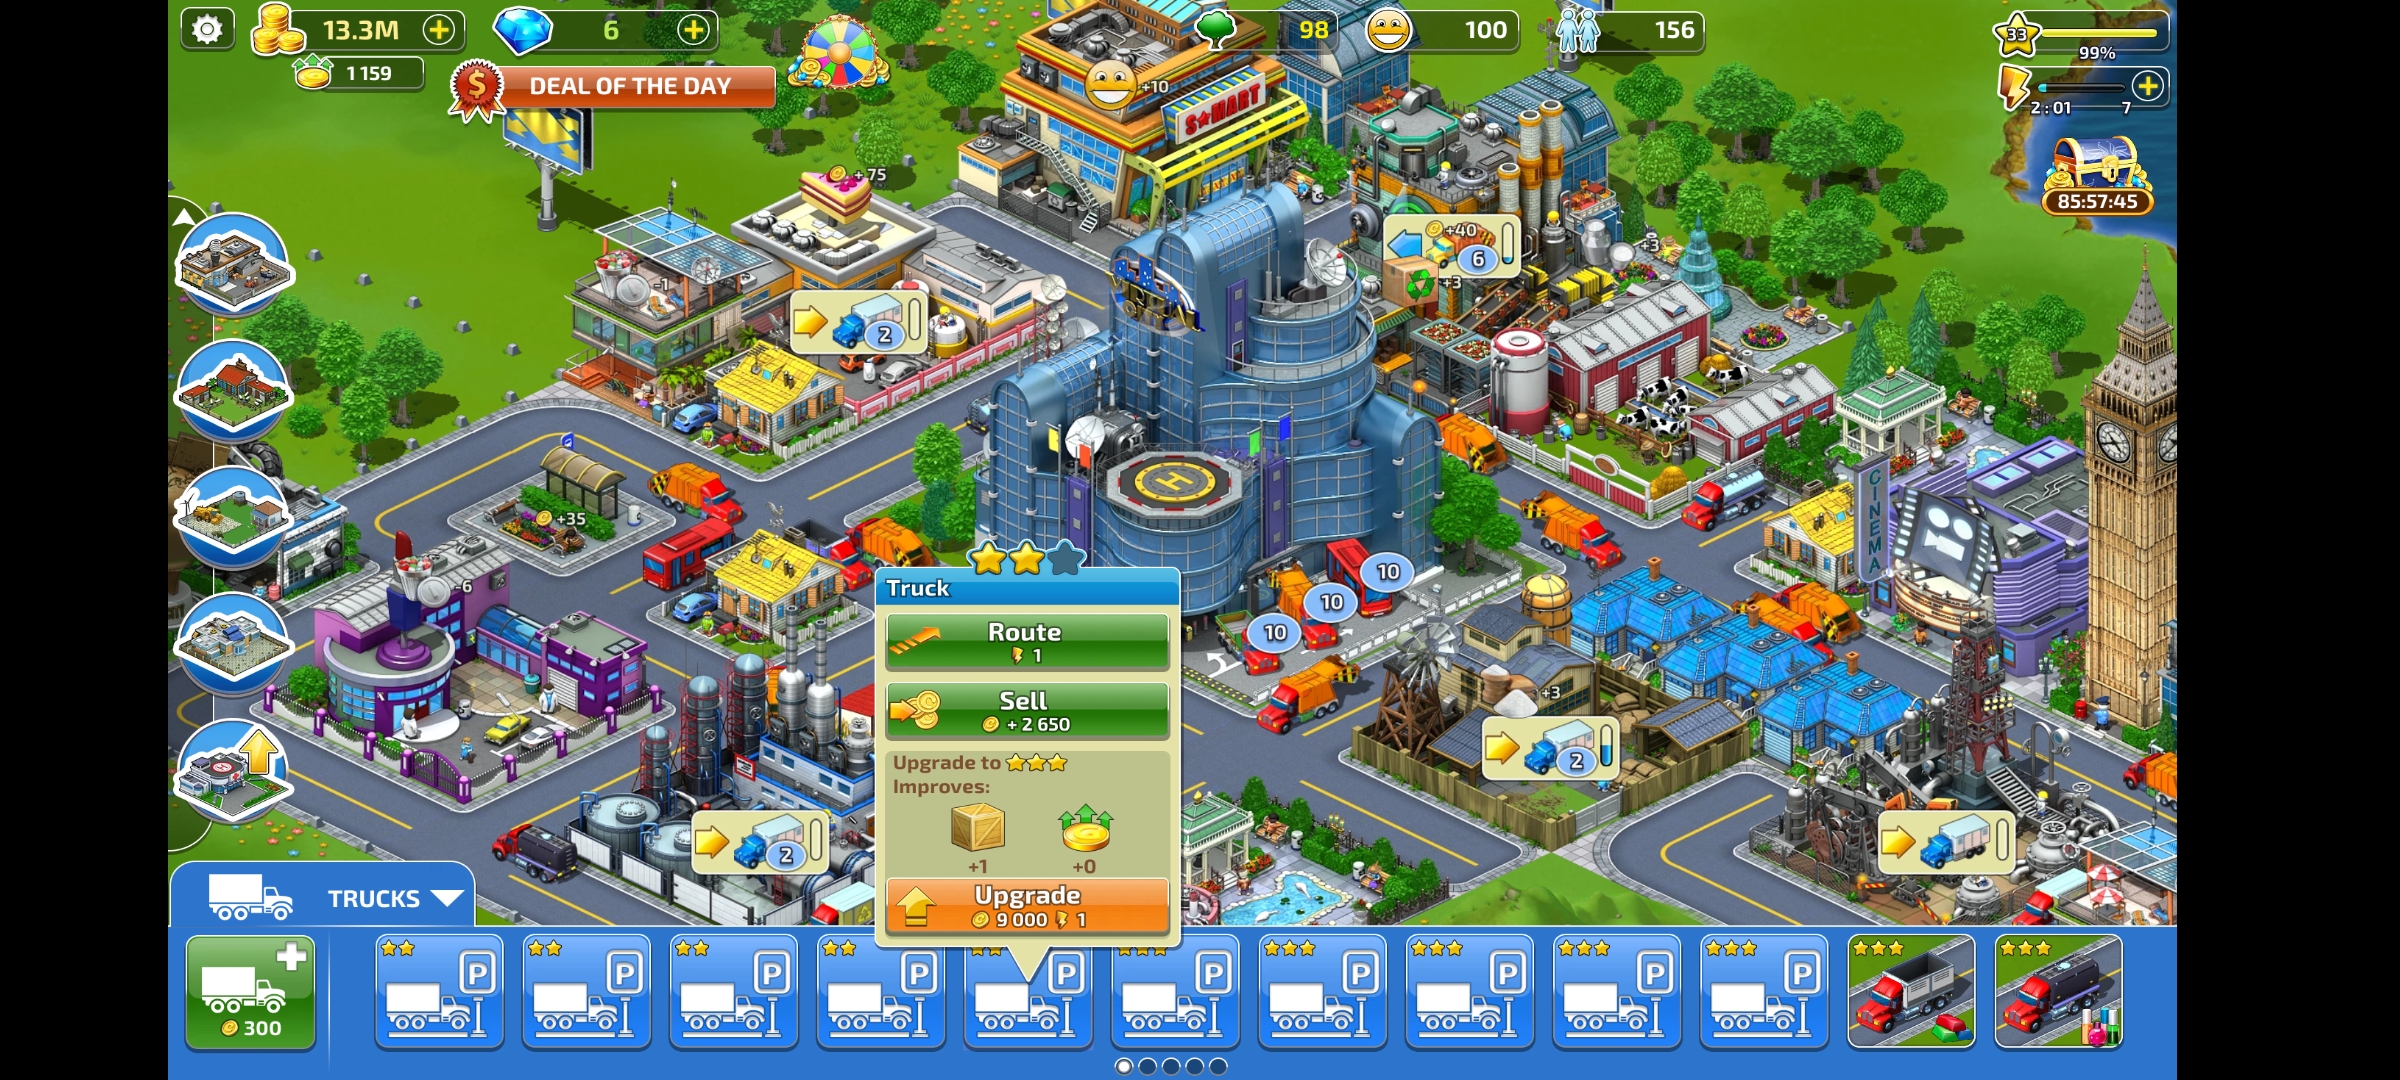 13.3M
6
98
100
156
33
99%
1 159
DEAL OF THE DAY
2:01
7
+10
S★MART
+75
85:57:45
+40
6
+3
+3
-1
2
+35
CINEMA
-6
10
10
10
Truck
Route
1
Sell
+ 2 650
+3
2
Upgrade to
Improves:
+1
+0
2
Upgrade
9 000 1
TRUCKS
300
P
P
P
P
P
P
P
P
P
P
H